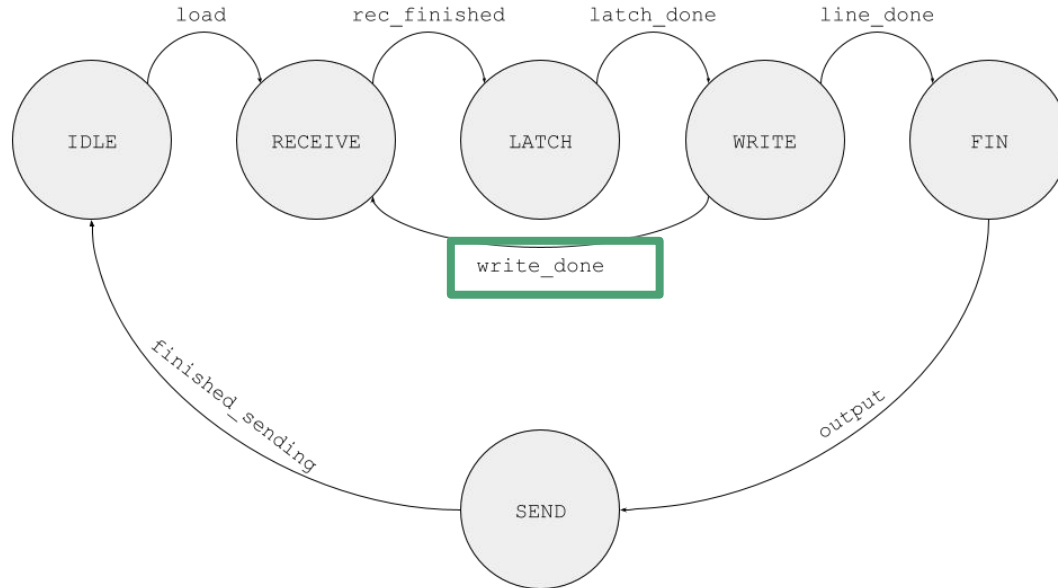 load
rec_finished
latch_done
line_done
IDLE
RECEIVE
LATCH
WRITE
FIN
write_done
finished_sending
output
SEND